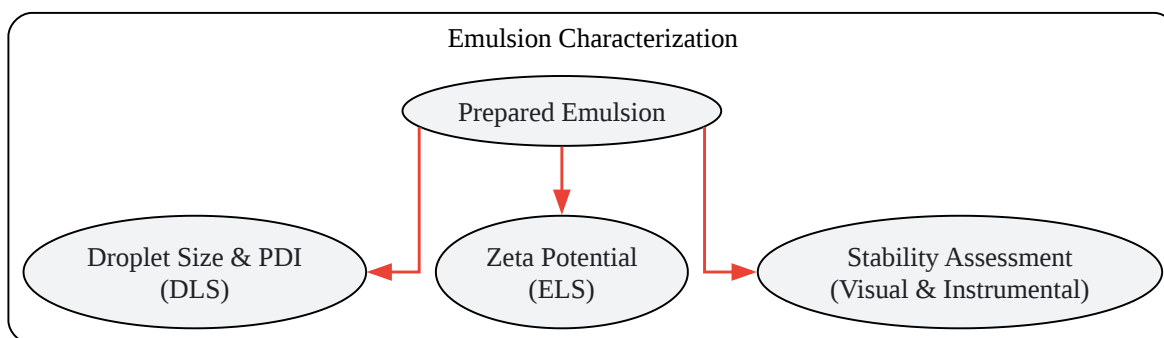 Emulsion Characterization
Prepared Emulsion
Droplet Size & PDI
(DLS)
Zeta Potential
(ELS)
Stability Assessment
(Visual & Instrumental)